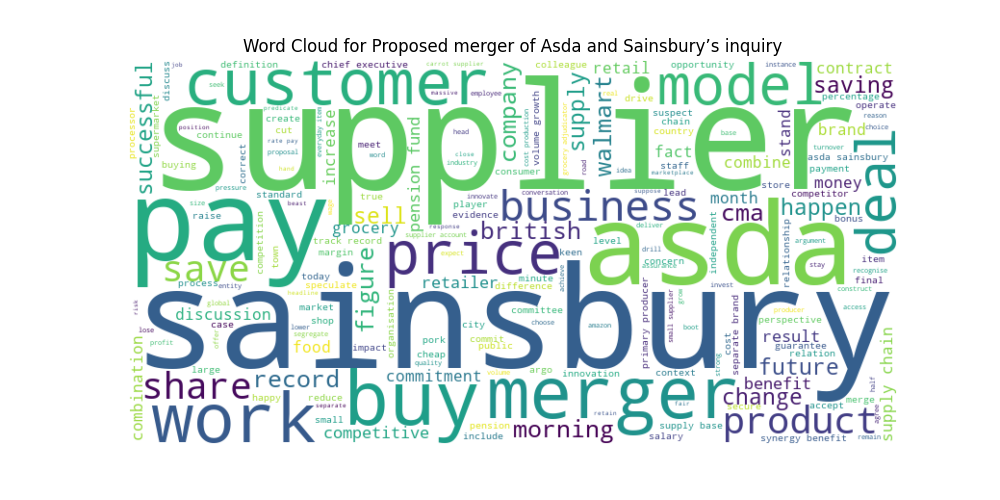 Word Cloud for Proposed merger of Asda and Sainsbury’s inquiry
successful
discuss
job
definition
seek
customer
chief executive
carrot supplier
massive
employee
company
colleague
supply
retail
walmart
drive
opportunity
model
instance
contract
saving
percentage
operate
processor
supermarket
position
continue
buying
correct
pressure
predicate
create
cut
rate pay
proposal
hand
everyday item
increase
supplier
meet
word
true
pension fund
head
close
industry
consumer
cost production
volume growth
grocery adjudicator
road
real
idea
fact
staff
suspect
chain
country
base
marketplace
combine
stand
brand
reason
choice
turnover
asda sainsbury
payment
deal
pay
size
raise
standard
beast
competition
town
save
process
entity
sell
grocery
track record
margin
today
speculate
figure
innovate
player
evidence
response
supplier account
expect
price
retailer
conversation
business
british
minute
difference
keen
achieve
level
suppose
deliver
lead
drill
concern
assurance
asda
independent
month
cma
store
money
competitor
happen
bonus
relationship
argument
stay
item
final
recognise
risk
global
discussion
headline
offer
lower
segregate
market
shop
sainsbury
organisation
city
committee
choose
amazon
primary producer
small supplier
grow
boot
invest
construct
producer
perspective
access
lose
profit
case
large
food
impact
pork
cheap
quality
commit
public
volume
argo
innovation
context
strong
cost
separate brand
result
guarantee
relation
future
supply chain
combination
share
record
commitment
happy
reduce
separate
work
small
competitive
buy
pension
include
merger
morning
retain
fair
salary
supply base
change
secure
benefit
accept
merge
half
agree
product
synergy benefit
remain